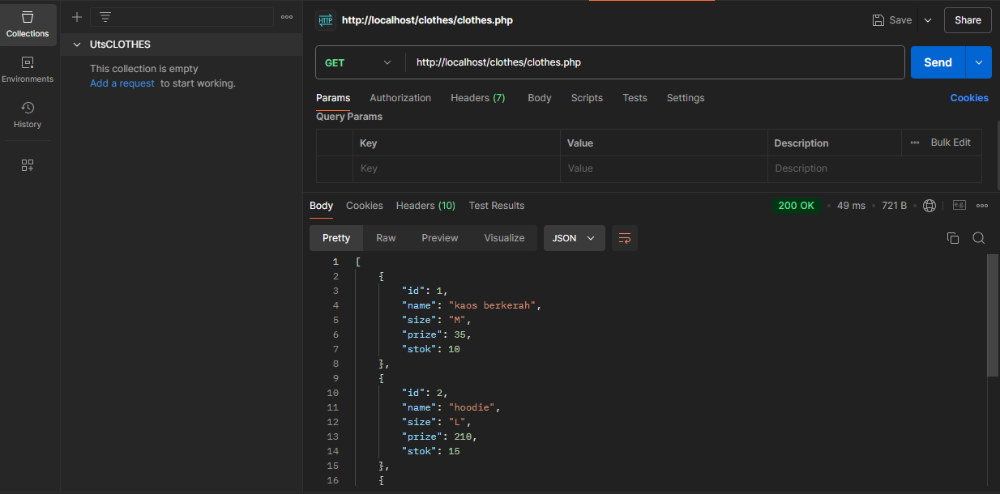 Collections
Environments
History
UtsCLOTHES
This collection is empty
Add a request to start working.
HTTP http://localhost/clothes/clothes.php
Save
Share
GET http://localhost/clothes/clothes.php
Send
Params Authorization Headers (7) Body Scripts Tests Settings Cookies
Query Params
Key Value Description Bulk Edit
Key Value Description
Body Cookies Headers (10) Test Results 200 OK 49 ms 721 B e.g.
Pretty Raw Preview Visualize JSON
1 [
2 {
3 "id": 1,
4 "name": "kaos berkerah",
5 "size": "M",
6 "prize": 35,
7 "stok": 10
8 },
9 {
10 "id": 2,
11 "name": "hoodie",
12 "size": "L",
13 "prize": 210,
14 "stok": 15
15 },
16 {